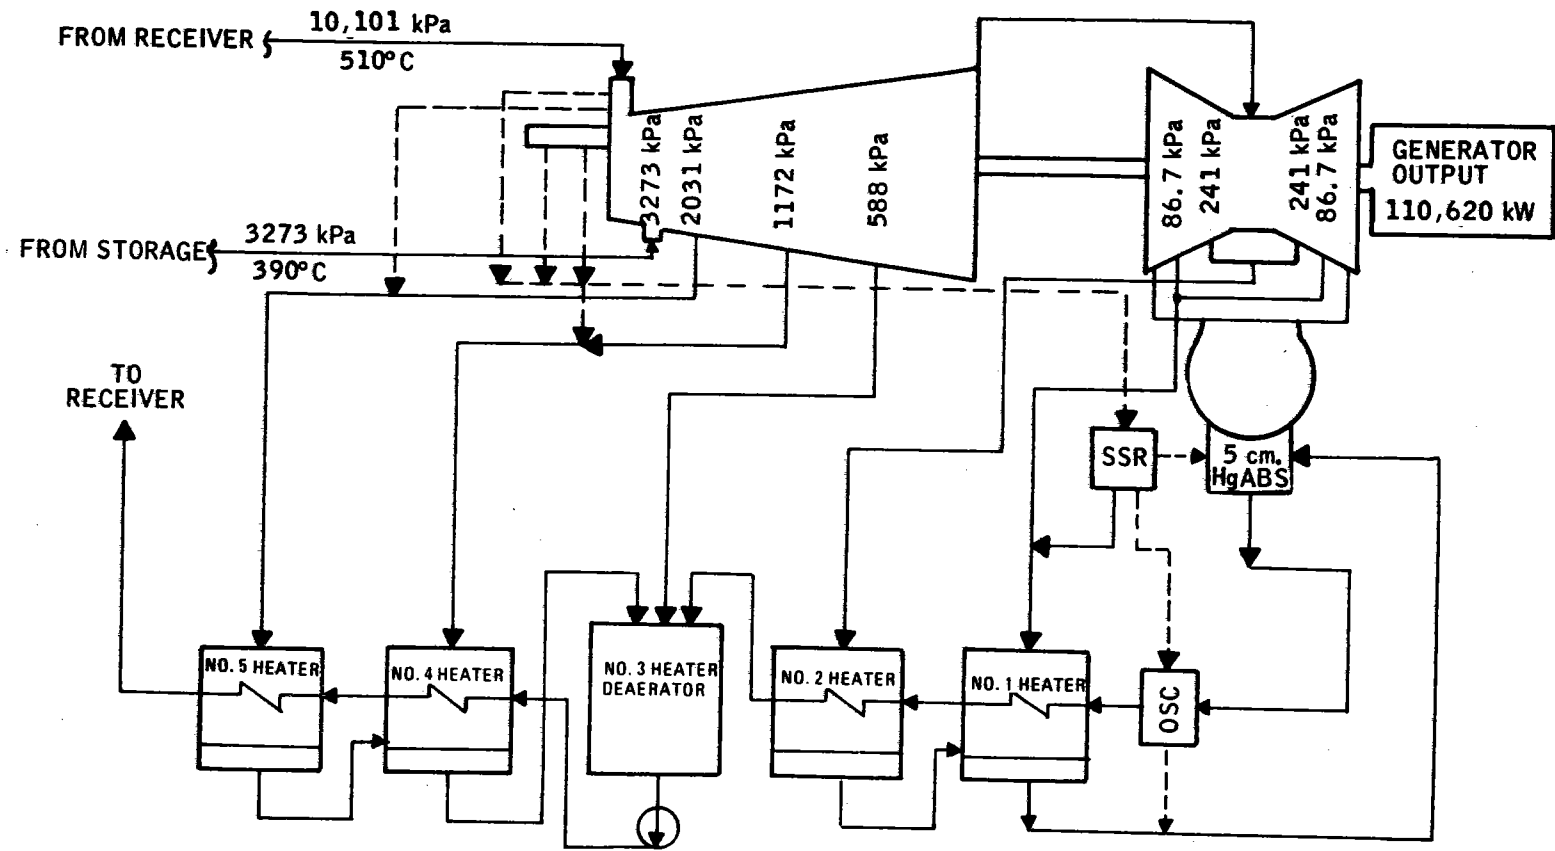 FROM RECEIVER
10,101 kPa
510°C
FROM STORAGE
3273 kPa
390°C
3273 kPa
2031 kPa
1172 kPa
588 kPa
86.7 kPa
241 kPa
241 kPa
86.7 kPa
GENERATOR
OUTPUT
110,620 kW
TO
RECEIVER
SSR
5 cm.
HgABS
NO. 5 HEATER
NO. 4 HEATER
NO. 3 HEATER
DEAERATOR
NO. 2 HEATER
NO. 1 HEATER
OSC